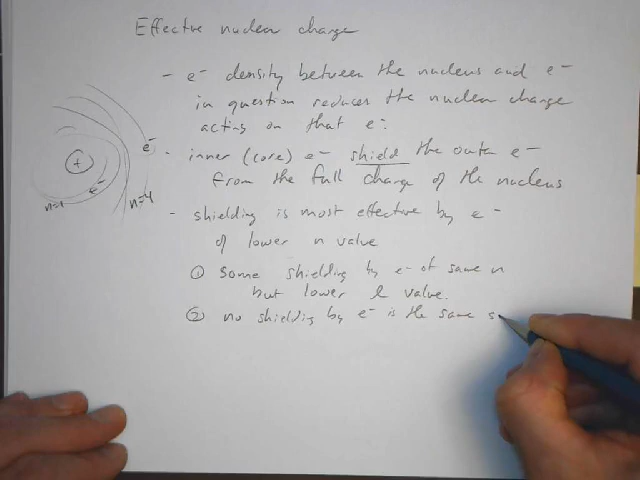 Effective nuclear charge
- e⁻ density between the nucleus and e⁻
in question reduces the nuclear charge
acting on that e⁻.
- inner (core) e⁻ shield the outer e⁻
from the full charge of the nucleus
- shielding is most effective by e⁻
of lower n value
① some shielding by e⁻ of same n
but lower l value.
② no shielding by e⁻ is the same s
+
e⁻
e⁻
n=1
n=4